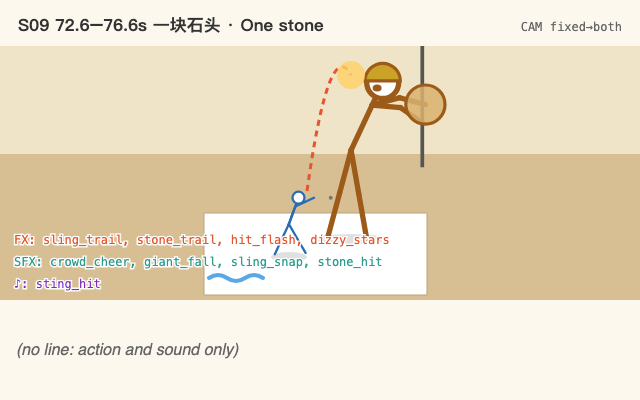 S09 72.6–76.6s 一块石头 · One stone
CAM fixed→both
FX: sling_trail, stone_trail, hit_flash, dizzy_stars
SFX: crowd_cheer, giant_fall, sling_snap, stone_hit
♪: sting_hit
(no line: action and sound only)